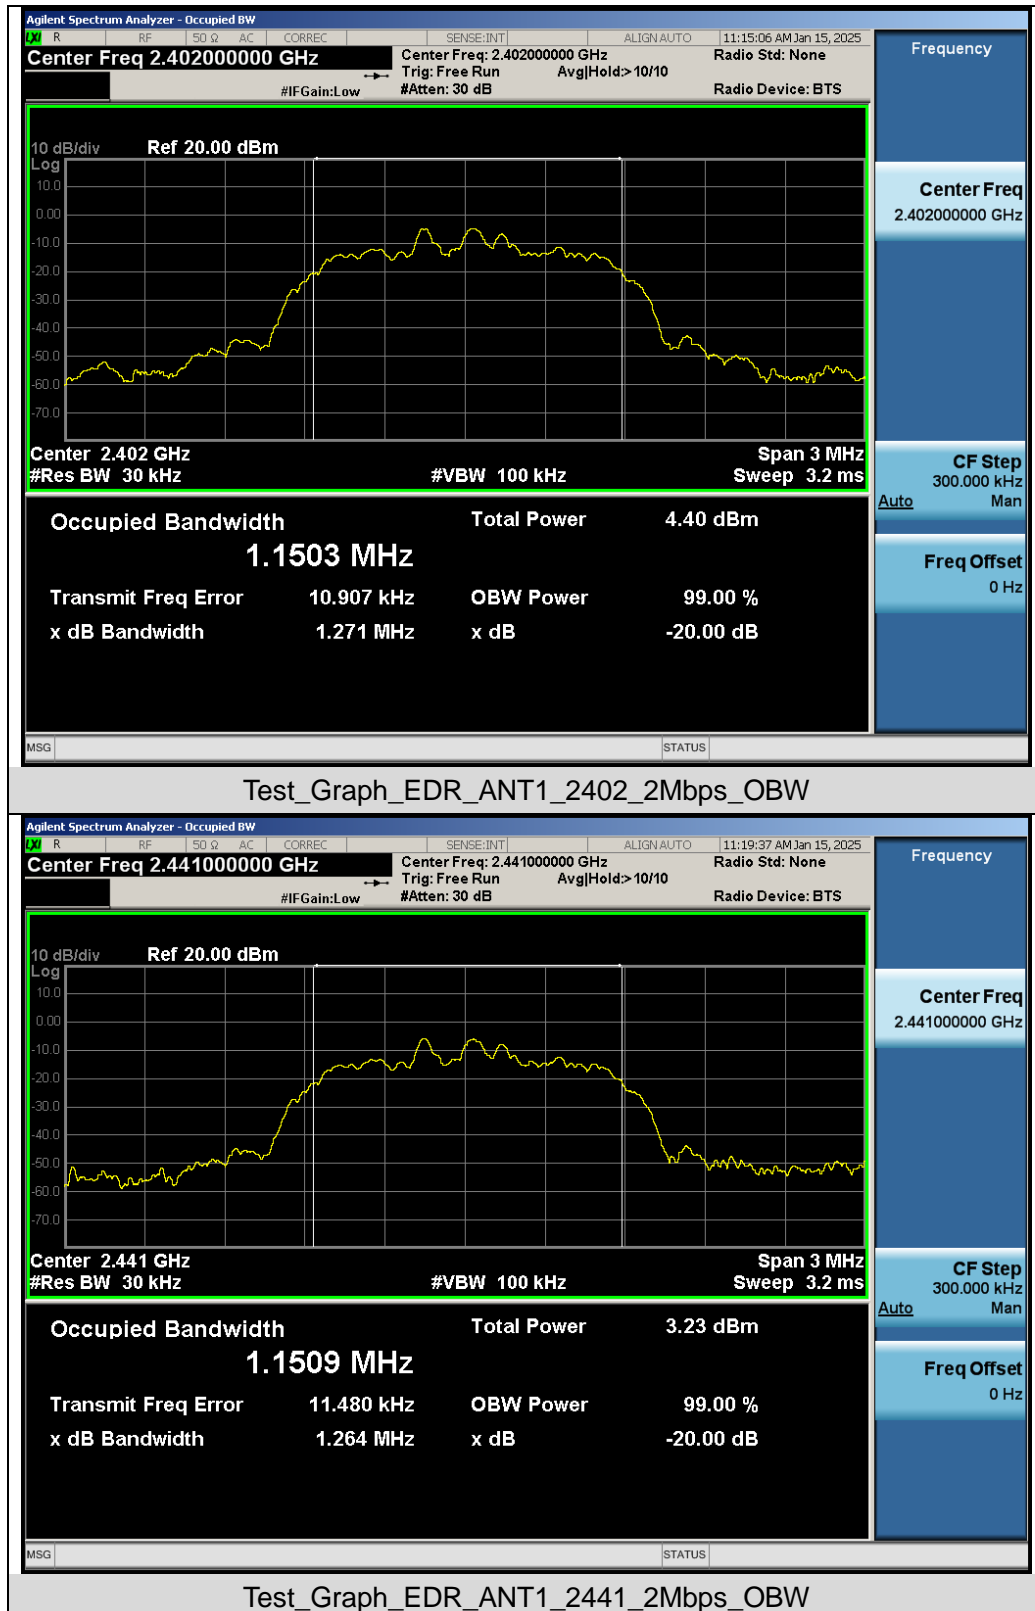 Agilent Spectrum Analyzer - Occupied BW
LXI R RF 50 Ω AC CORREC SENSE:INT ALIGN AUTO 11:15:06 AM Jan 15, 2025
Center Freq 2.402000000 GHz
Center Freq: 2.402000000 GHz Radio Std: None
Trig: Free Run Avg|Hold:>10/10
#IFGain:Low #Atten: 30 dB Radio Device: BTS
Frequency
10 dB/div Ref 20.00 dBm
Log
10.0
0.00
-10.0
-20.0
-30.0
-40.0
-50.0
-60.0
-70.0
Center 2.402 GHz Span 3 MHz
#Res BW 30 kHz #VBW 100 kHz Sweep 3.2 ms
Center Freq
2.402000000 GHz
CF Step
300.000 kHz
Auto Man
Freq Offset
0 Hz
Occupied Bandwidth Total Power 4.40 dBm
1.1503 MHz
Transmit Freq Error 10.907 kHz OBW Power 99.00 %
x dB Bandwidth 1.271 MHz x dB -20.00 dB
MSG STATUS
Test_Graph_EDR_ANT1_2402_2Mbps_OBW
Agilent Spectrum Analyzer - Occupied BW
LXI R RF 50 Ω AC CORREC SENSE:INT ALIGN AUTO 11:19:37 AM Jan 15, 2025
Center Freq 2.441000000 GHz
Center Freq: 2.441000000 GHz Radio Std: None
Trig: Free Run Avg|Hold:>10/10
#IFGain:Low #Atten: 30 dB Radio Device: BTS
Frequency
10 dB/div Ref 20.00 dBm
Log
10.0
0.00
-10.0
-20.0
-30.0
-40.0
-50.0
-60.0
-70.0
Center 2.441 GHz Span 3 MHz
#Res BW 30 kHz #VBW 100 kHz Sweep 3.2 ms
Center Freq
2.441000000 GHz
CF Step
300.000 kHz
Auto Man
Freq Offset
0 Hz
Occupied Bandwidth Total Power 3.23 dBm
1.1509 MHz
Transmit Freq Error 11.480 kHz OBW Power 99.00 %
x dB Bandwidth 1.264 MHz x dB -20.00 dB
MSG STATUS
Test_Graph_EDR_ANT1_2441_2Mbps_OBW